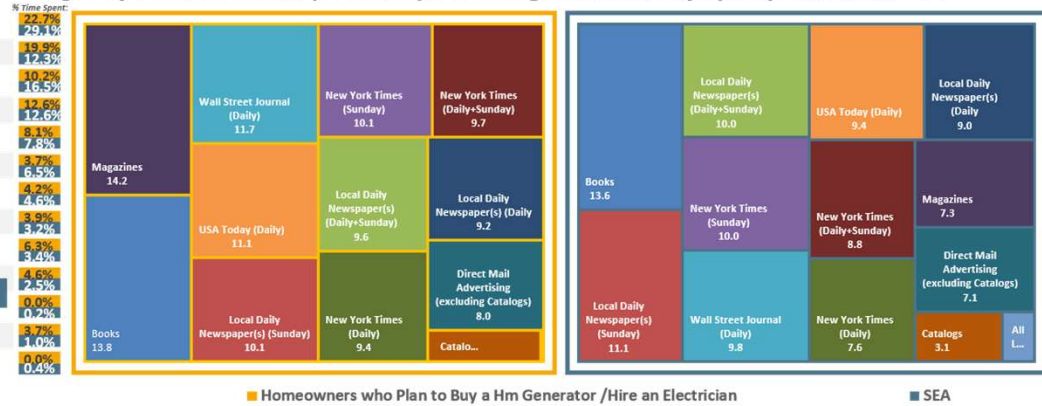 % Time Spent:
22.7%
29.1%
19.9%
12.3%
10.2%
16.5%
12.6%
12.6%
8.1%
7.8%
3.7%
6.5%
4.2%
4.6%
3.9%
3.2%
6.3%
3.4%
4.6%
2.5%
0.0%
0.2%
3.7%
1.0%
0.0%
0.4%
Magazines
14.2
Books
13.8
Wall Street Journal
(Daily)
11.7
USA Today (Daily)
11.1
Local Daily
Newspaper(s) (Sunday)
10.1
New York Times
(Sunday)
10.1
Local Daily
Newspaper(s)
(Daily+Sunday)
9.6
New York Times
(Daily)
9.4
New York Times
(Daily+Sunday)
9.7
Local Daily
Newspaper(s) (Daily
9.2
Direct Mail
Advertising
(excluding Catalogs)
8.0
Catalo...
Books
13.6
Local Daily
Newspaper(s)
(Sunday)
11.1
Local Daily
Newspaper(s)
(Daily+Sunday)
10.0
New York Times
(Sunday)
10.0
Wall Street Journal
(Daily)
9.8
USA Today (Daily)
9.4
New York Times
(Daily+Sunday)
8.8
New York Times
(Daily)
7.6
Local Daily
Newspaper(s)
(Daily
9.0
Magazines
7.3
Direct Mail
Advertising
(excluding Catalogs)
7.1
Catalogs
3.1
All
L...
Homeowners who Plan to Buy a Hm Generator /Hire an Electrician
SEA